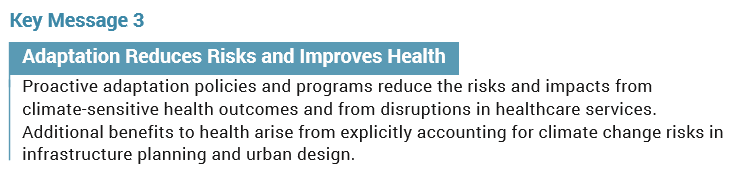 Key Message 3
Adaptation Reduces Risks and Improves Health
Proactive adaptation policies and programs reduce the risks and impacts from
climate-sensitive health outcomes and from disruptions in healthcare services.
Additional benefits to health arise from explicitly accounting for climate change risks in
infrastructure planning and urban design.